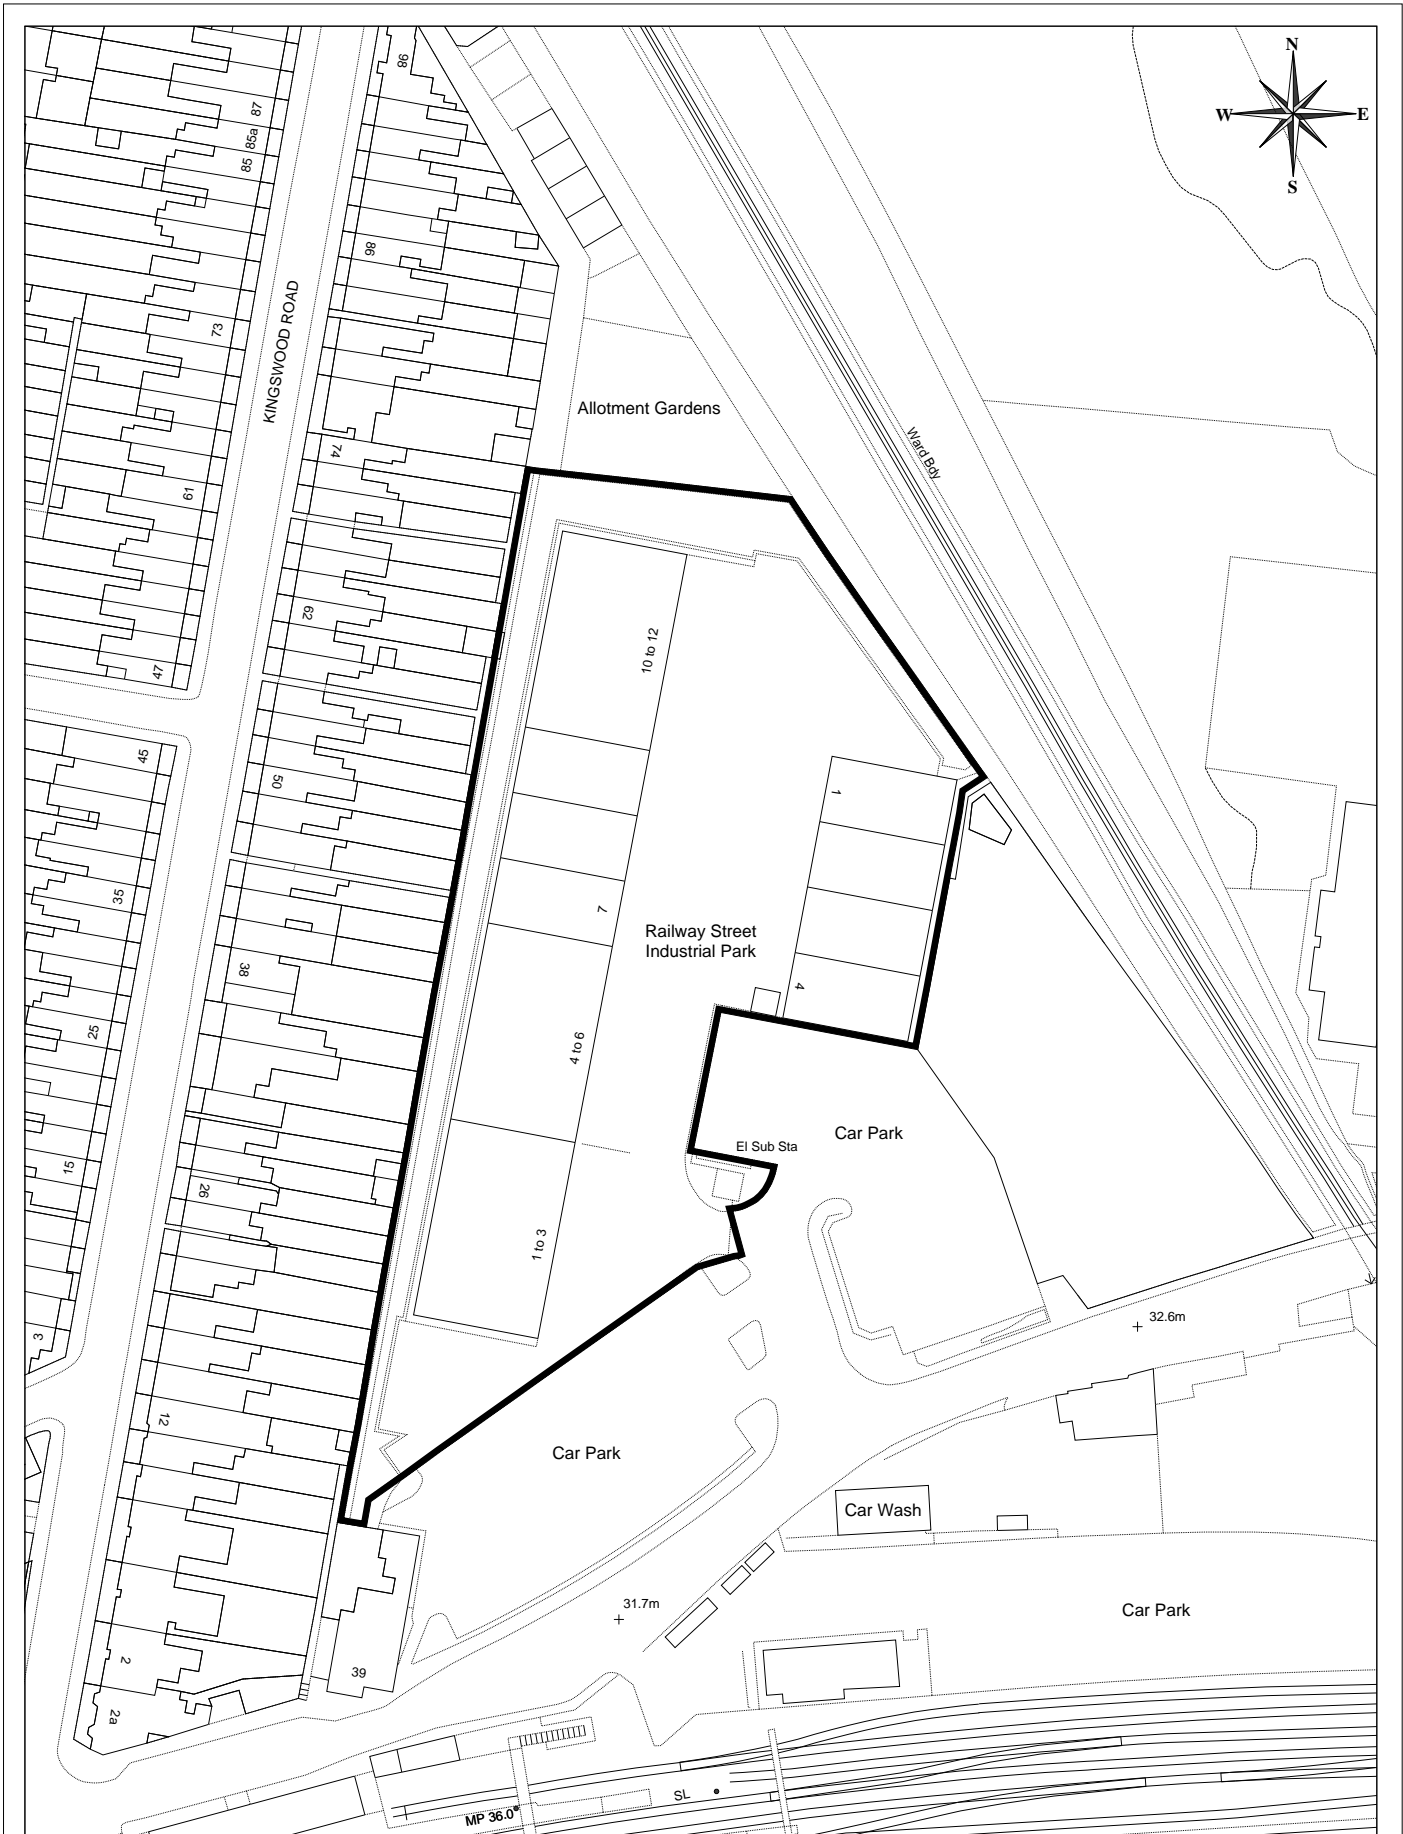 N
W E
S
98
87
85a
85
86
KINGSWOOD ROAD
73
Allotment Gardens
74
Ward Bdy
61
62
10 to 12
47
45
50
1
35
7
Railway Street
Industrial Park
38
4
25
4 to 6
Car Park
El Sub Sta
15
26
1 to 3
32.6m
3
12
Car Park
Car Wash
31.7m
Car Park
2
39
2a
SL
MP 36.0